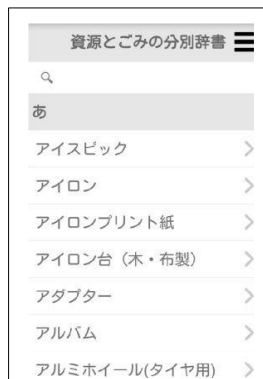 資源とごみの分別辞書
あ
アイスピック
アイロン
アイロンプリント紙
アイロン台（木・布製）
アダプター
アルバム
アルミホイール(タイヤ用)